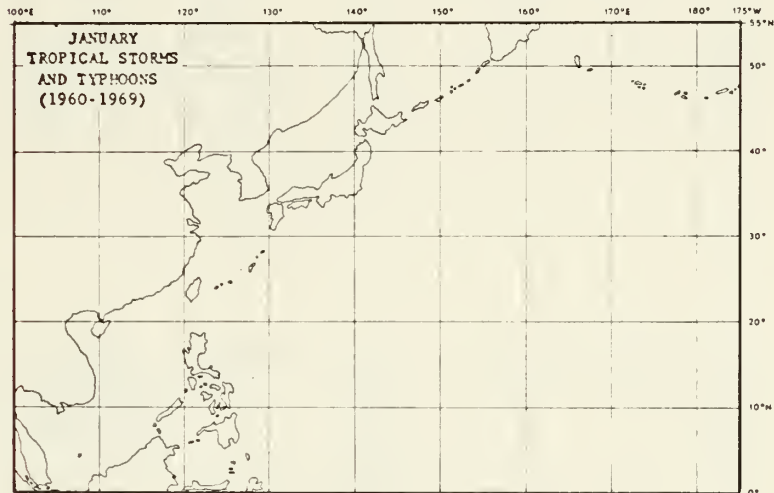 100°E 110° 120° 130° 140° 150° 160° 170°E 180° 175°W
JANUARY
TROPICAL STORMS
AND TYPHOONS
(1960-1969)
55°N
50°
40°
30°
20°
10°N
0°